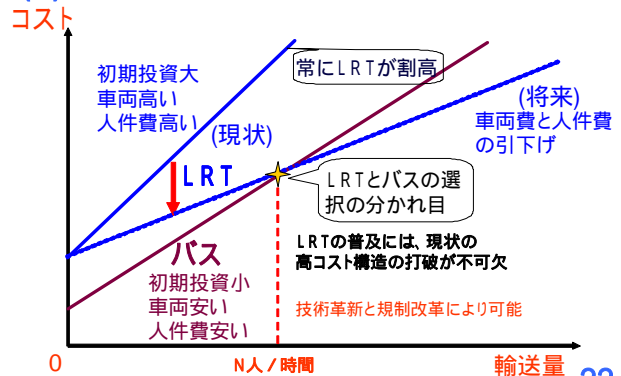 コスト
初期投資大
車両高い
人件費高い
(現状)
常にLRTが割高
(将来)
車両費と人件費
の引下げ
LRT
LRTとバスの選
択の分かれ目
バス
初期投資小
車両安い
人件費安い
LRTの普及には、現状の
高コスト構造の打破が不可欠
技術革新と規制改革により可能
0
N人/時間
輸送量